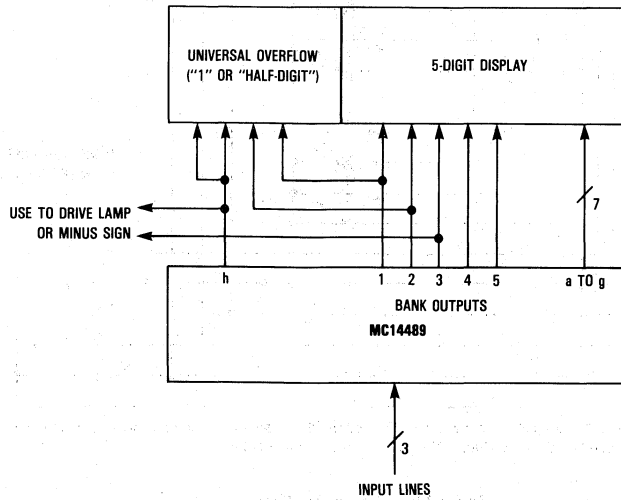 UNIVERSAL OVERFLOW
("1" OR "HALF-DIGIT")
5-DIGIT DISPLAY
7
USE TO DRIVE LAMP
OR MINUS SIGN
h 1 2 3 4 5 a TO g
BANK OUTPUTS
MC14489
3
INPUT LINES